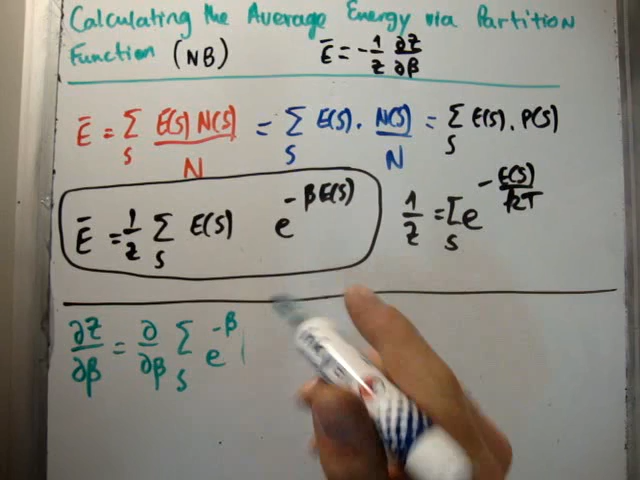 Calculating the Average Energy via Partition
Function (NB) Ē = -1/Z ∂Z/∂β
Ē = Σ_S E(S) N(S)/N = Σ_S E(S) · N(S)/N = Σ_S E(S) · P(S)
Ē = 1/Z Σ_S E(S) e^{-βE(S)} 1/Z = Σ_S e^{-E(S)/kT}
∂Z/∂β = ∂/∂β Σ_S e^{-β